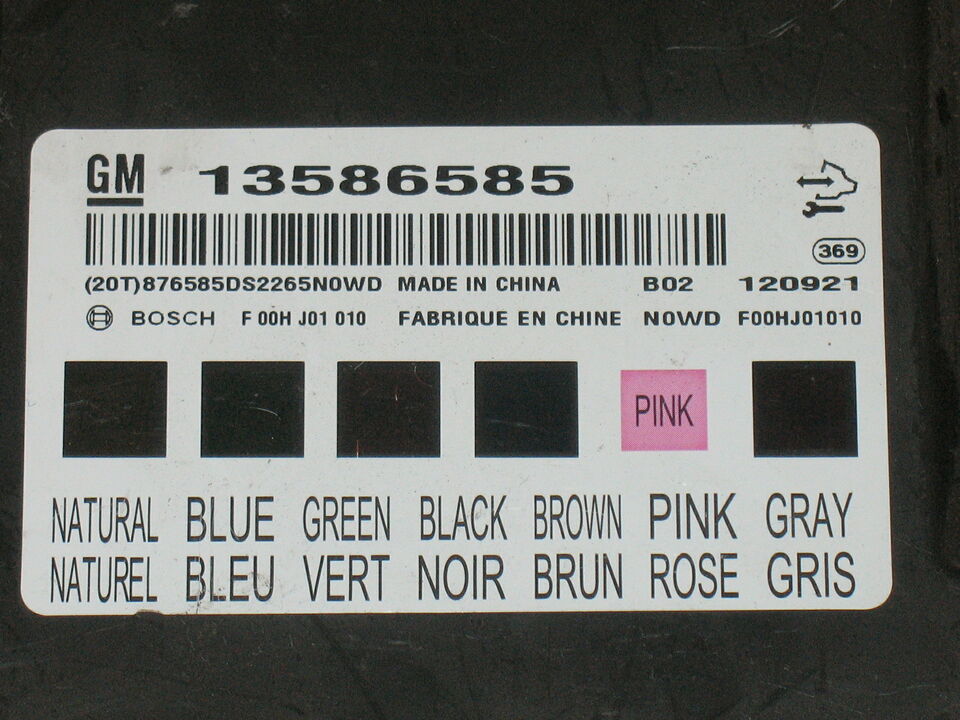 GM 13586585
369
(20T)876585DS2265N0WD MADE IN CHINA B02 120921
BOSCH F 00H J01 010 FABRIQUE EN CHINE N0WD F00HJ01010
PINK
NATURAL BLUE GREEN BLACK BROWN PINK GRAY
NATUREL BLEU VERT NOIR BRUN ROSE GRIS